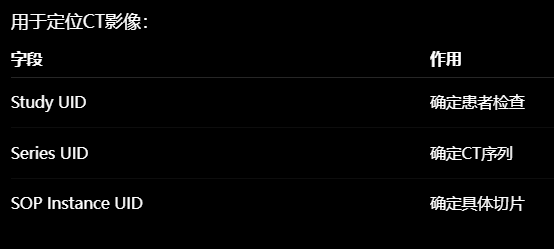 用于定位CT影像：
字段 作用
Study UID 确定患者检查
Series UID 确定CT序列
SOP Instance UID 确定具体切片